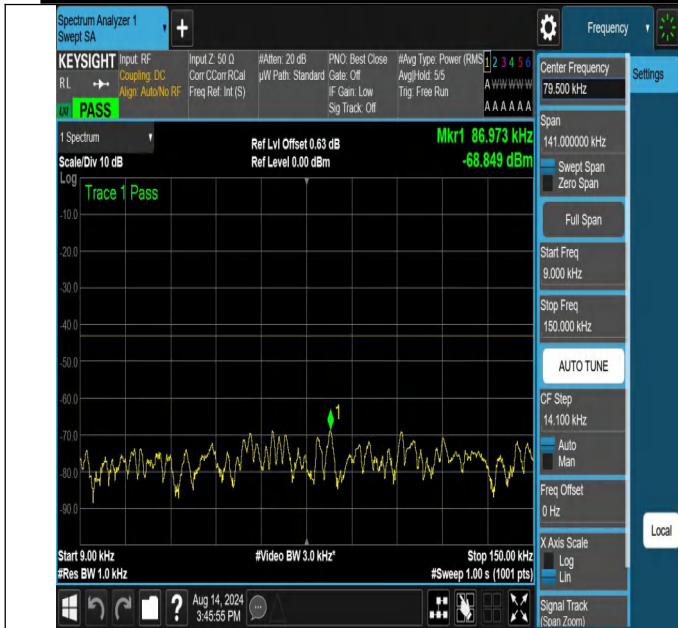 Spectrum Analyzer 1
Swept SA
+
Frequency
KEYSIGHT
RL
PASS
Input: RF
Coupling: DC
Align: Auto/No RF
Input Z: 50 Ω
Corr CCorr RCal
Freq Ref: Int (S)
#Atten: 20 dB
µW Path: Standard
PNO: Best Close
Gate: Off
IF Gain: Low
Sig Track: Off
#Avg Type: Power (RMS
Avg|Hold: 5/5
Trig: Free Run
1 2 3 4 5 6
A W W W W W
A A A A A A
1 Spectrum
Scale/Div 10 dB
Ref Lvl Offset 0.63 dB
Ref Level 0.00 dBm
Mkr1 86.973 kHz
-68.849 dBm
Log
Trace 1 Pass
-10.0
-20.0
-30.0
-40.0
-50.0
-60.0
-70.0
-80.0
-90.0
1
Start 9.00 kHz
#Res BW 1.0 kHz
#Video BW 3.0 kHz*
Stop 150.00 kHz
#Sweep 1.00 s (1001 pts)
?
Aug 14, 2024
3:45:55 PM
Center Frequency
79.500 kHz
Settings
Span
141.000000 kHz
Swept Span
Zero Span
Full Span
Start Freq
9.000 kHz
Stop Freq
150.000 kHz
AUTO TUNE
CF Step
14.100 kHz
Auto
Man
Freq Offset
0 Hz
X Axis Scale
Log
Lin
Local
Signal Track
(Span Zoom)